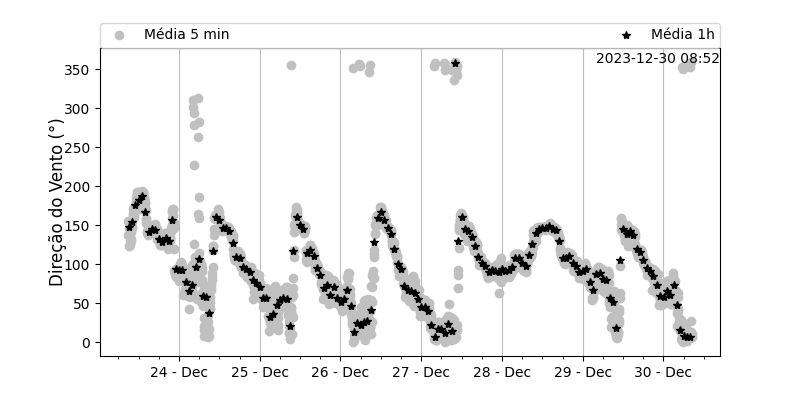 Média 5 min
Média 1h
2023-12-30 08:52
Direção do Vento (°)
350
300
250
200
150
100
50
0
24 - Dec
25 - Dec
26 - Dec
27 - Dec
28 - Dec
29 - Dec
30 - Dec